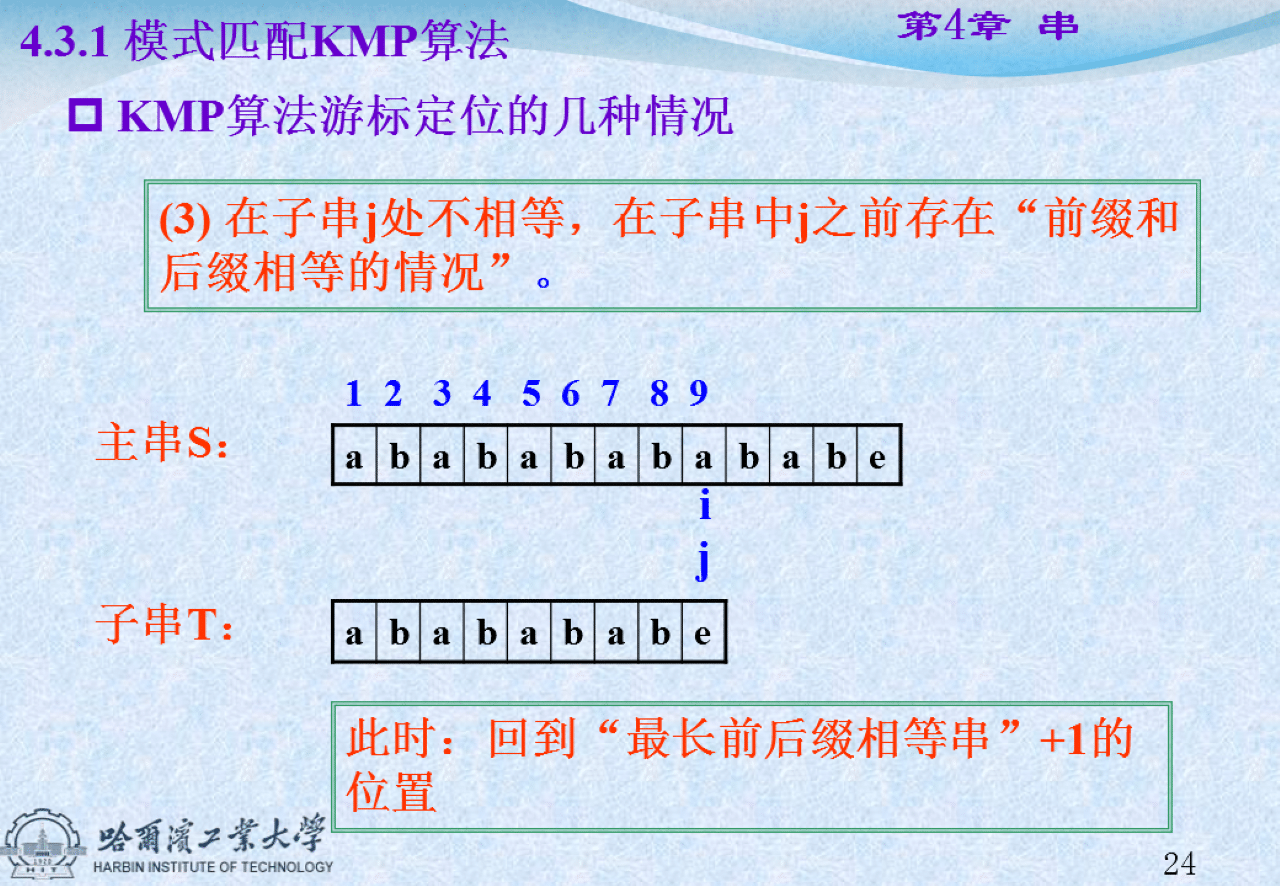 第4章 串
4.3.1 模式匹配KMP算法
KMP算法游标定位的几种情况
(3) 在子串j处不相等，在子串中j之前存在“前缀和
后缀相等的情况”。
1 2 3 4 5 6 7 8 9
主串S：
a b a b a b a b a b a b e
i
j
子串T：
a b a b a b a b e
此时：回到“最长前后缀相等串”+1的
位置
哈爾濱工業大學
HARBIN INSTITUTE OF TECHNOLOGY
1920
HIT
24